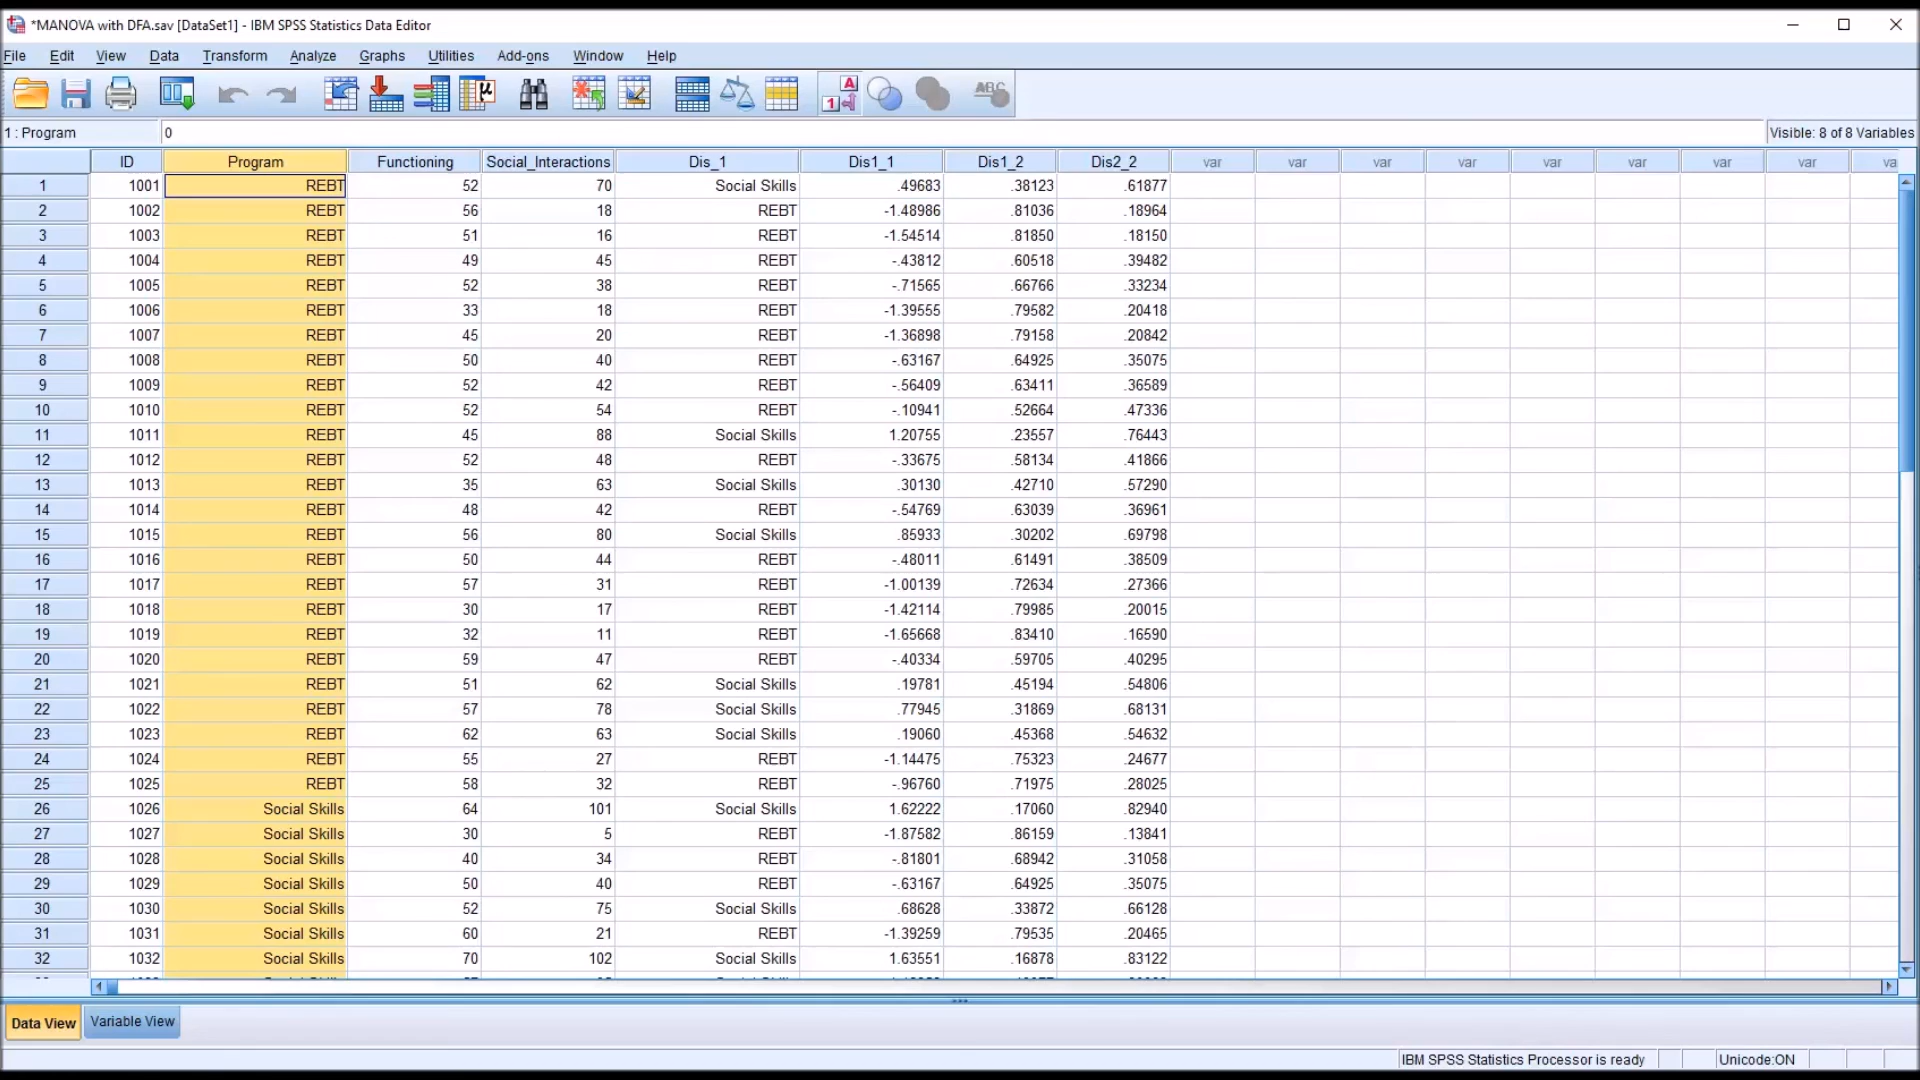 *MANOVA with DFA.sav [DataSet1] - IBM SPSS Statistics Data Editor
File Edit View Data Transform Analyze Graphs Utilities Add-ons Window Help
1 : Program 0 Visible: 8 of 8 Variables
ID Program Functioning Social_Interactions Dis_1 Dis1_1 Dis1_2 Dis2_2 var var var var var var var var va
1 1001 REBT 52 70 Social Skills .49683 .38123 .61877
2 1002 REBT 56 18 REBT -1.48986 .81036 .18964
3 1003 REBT 51 16 REBT -1.54514 .81850 .18150
4 1004 REBT 49 45 REBT -.43812 .60518 .39482
5 1005 REBT 52 38 REBT -.71565 .66766 .33234
6 1006 REBT 33 18 REBT -1.39555 .79582 .20418
7 1007 REBT 45 20 REBT -1.36898 .79158 .20842
8 1008 REBT 50 40 REBT -.63167 .64925 .35075
9 1009 REBT 52 42 REBT -.56409 .63411 .36589
10 1010 REBT 52 54 REBT -.10941 .52664 .47336
11 1011 REBT 45 88 Social Skills 1.20755 .23557 .76443
12 1012 REBT 52 48 REBT -.33675 .58134 .41866
13 1013 REBT 35 63 Social Skills .30130 .42710 .57290
14 1014 REBT 48 42 REBT -.54769 .63039 .36961
15 1015 REBT 56 80 Social Skills .85933 .30202 .69798
16 1016 REBT 50 44 REBT -.48011 .61491 .38509
17 1017 REBT 57 31 REBT -1.00139 .72634 .27366
18 1018 REBT 30 17 REBT -1.42114 .79985 .20015
19 1019 REBT 32 11 REBT -1.65668 .83410 .16590
20 1020 REBT 59 47 REBT -.40334 .59705 .40295
21 1021 REBT 51 62 Social Skills .19781 .45194 .54806
22 1022 REBT 57 78 Social Skills .77945 .31869 .68131
23 1023 REBT 62 63 Social Skills .19060 .45368 .54632
24 1024 REBT 55 27 REBT -1.14475 .75323 .24677
25 1025 REBT 58 32 REBT -.96760 .71975 .28025
26 1026 Social Skills 64 101 Social Skills 1.62222 .17060 .82940
27 1027 Social Skills 30 5 REBT -1.87582 .86159 .13841
28 1028 Social Skills 40 34 REBT -.81801 .68942 .31058
29 1029 Social Skills 50 40 REBT -.63167 .64925 .35075
30 1030 Social Skills 52 75 Social Skills .68628 .33872 .66128
31 1031 Social Skills 60 21 REBT -1.39259 .79535 .20465
32 1032 Social Skills 70 102 Social Skills 1.63551 .16878 .83122
Data View Variable View
IBM SPSS Statistics Processor is ready Unicode:ON